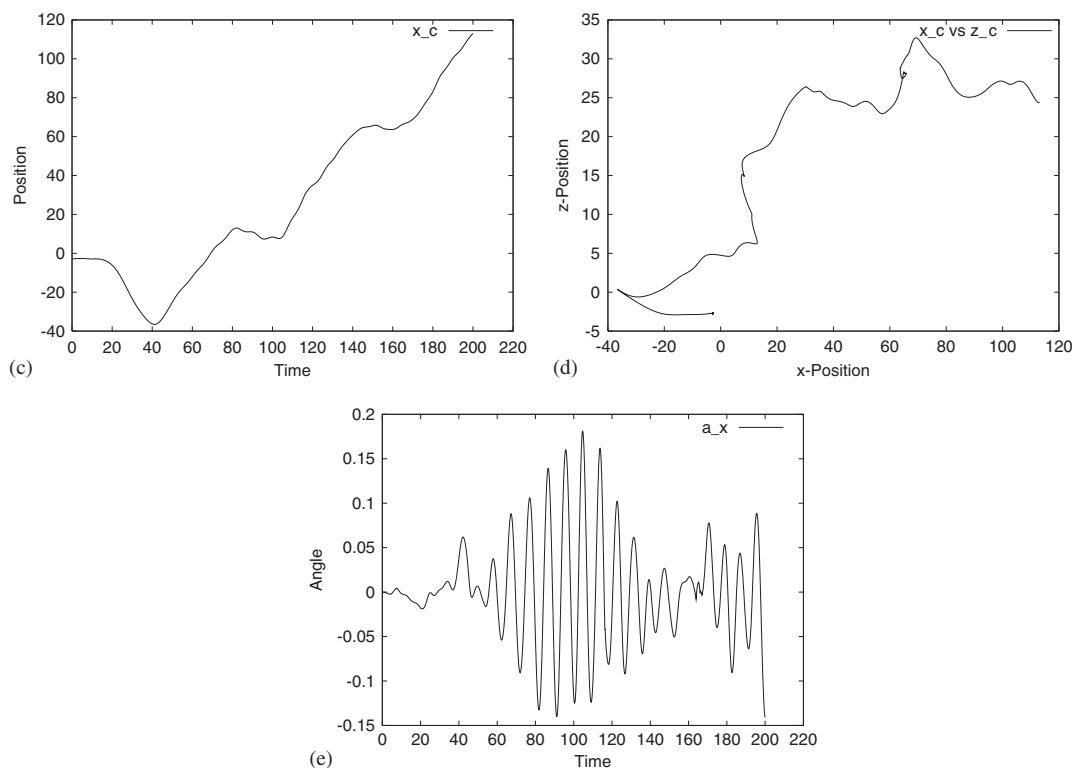 120
100
80
60
40
20
0
-20
-40
Position
x_c
0 20 40 60 80 100 120 140 160 180 200 220
Time
(c)
35
30
25
20
15
10
5
0
-5
z-Position
x_c vs z_c
-40 -20 0 20 40 60 80 100 120
x-Position
(d)
0.2
0.15
0.1
0.05
0
-0.05
-0.1
-0.15
Angle
a_x
0 20 40 60 80 100 120 140 160 180 200 220
Time
(e)